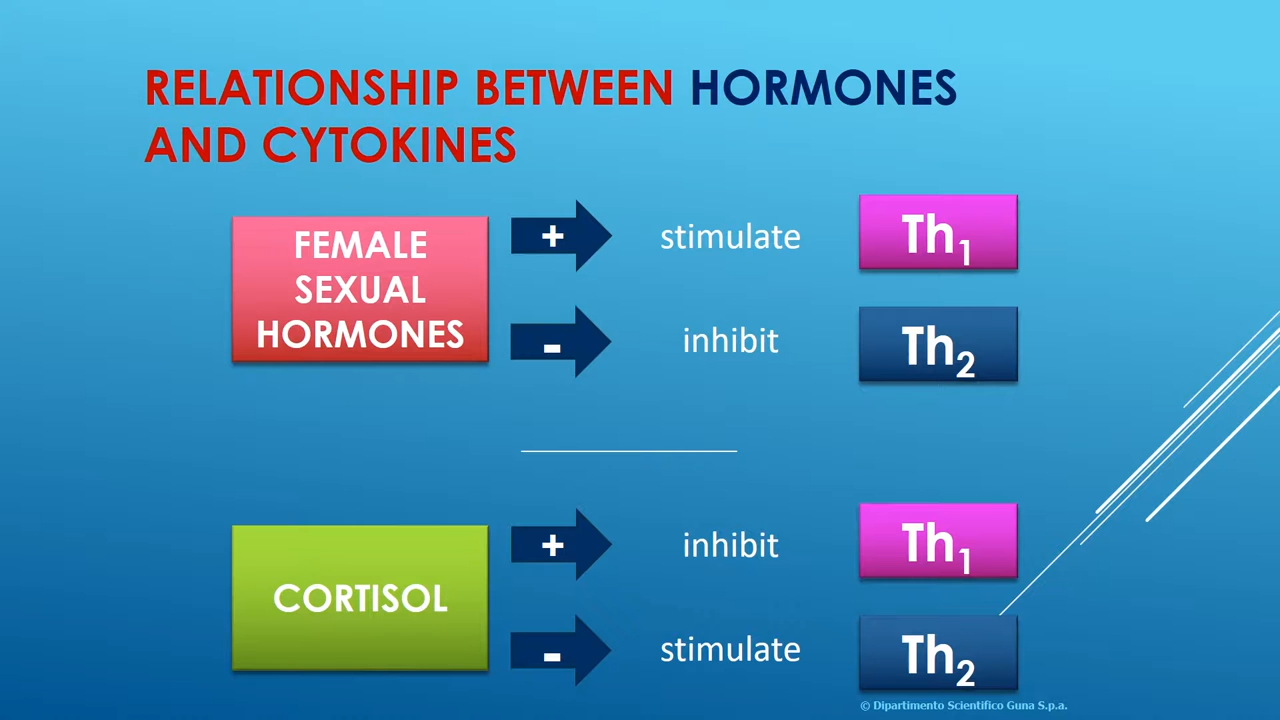 RELATIONSHIP BETWEEN HORMONES
AND CYTOKINES
FEMALE
SEXUAL
HORMONES
+ stimulate Th1
- inhibit Th2
CORTISOL
+ inhibit Th1
- stimulate Th2
© Dipartimento Scientifico Guna S.p.a.